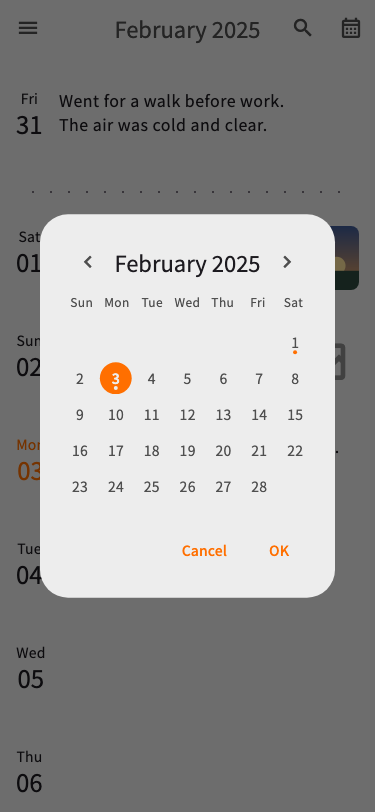 February 2025
Fri
31
Went for a walk before work.
The air was cold and clear.
Sat
01
Sun
02
Mon
03
.
Tue
04
Wed
05
Thu
06
February 2025
Sun Mon Tue Wed Thu Fri Sat
1
2 3 4 5 6 7 8
9 10 11 12 13 14 15
16 17 18 19 20 21 22
23 24 25 26 27 28
Cancel OK